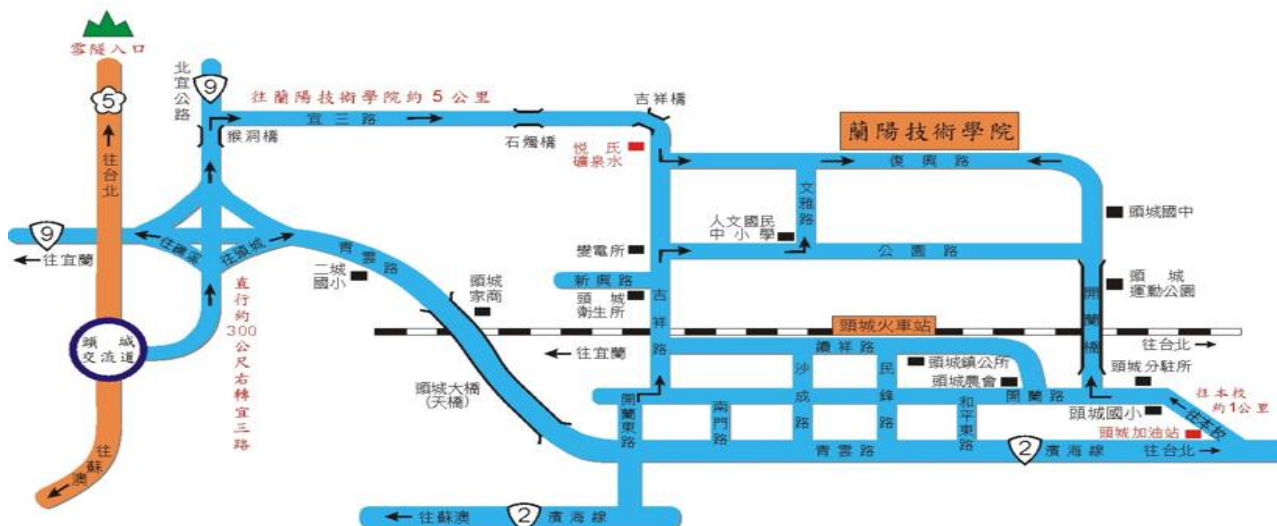 雪隧入口
5
往台北
北宜公路
9
往蘭陽技術學院約 5 公里
宜三路
猴洞橋
石燭橋
吉祥橋
悅氏
礦泉水
蘭陽技術學院
復興路
文雅路
頭城國中
9
往宜蘭
往礁溪
往頭城
青雲路
二城
國小
頭城
家商
變電所
人文國民
中小學
公園路
新興路
頭城
衛生所
吉祥路
開蘭橋
頭城
運動公園
直行約300公尺右轉宜三路
頭城
交流道
往蘇澳
頭城火車站
往宜蘭
往台北
纘祥路
頭城大橋
(天橋)
沙成路
民鋒路
頭城鎮公所
頭城農會
頭城分駐所
開蘭東路
南門路
和平東路
開蘭路
頭城國小
往本校
約1公里
往本校
頭城加油站
青雲路
2
濱海線
往台北
往蘇澳
2
濱海線